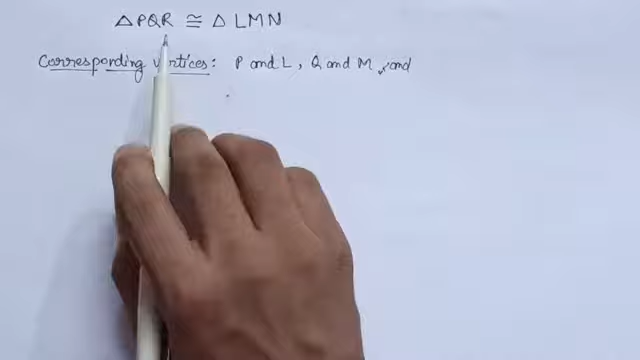 △PQR ≅ △LMN
Corresponding vertices: P and L, Q and M, and